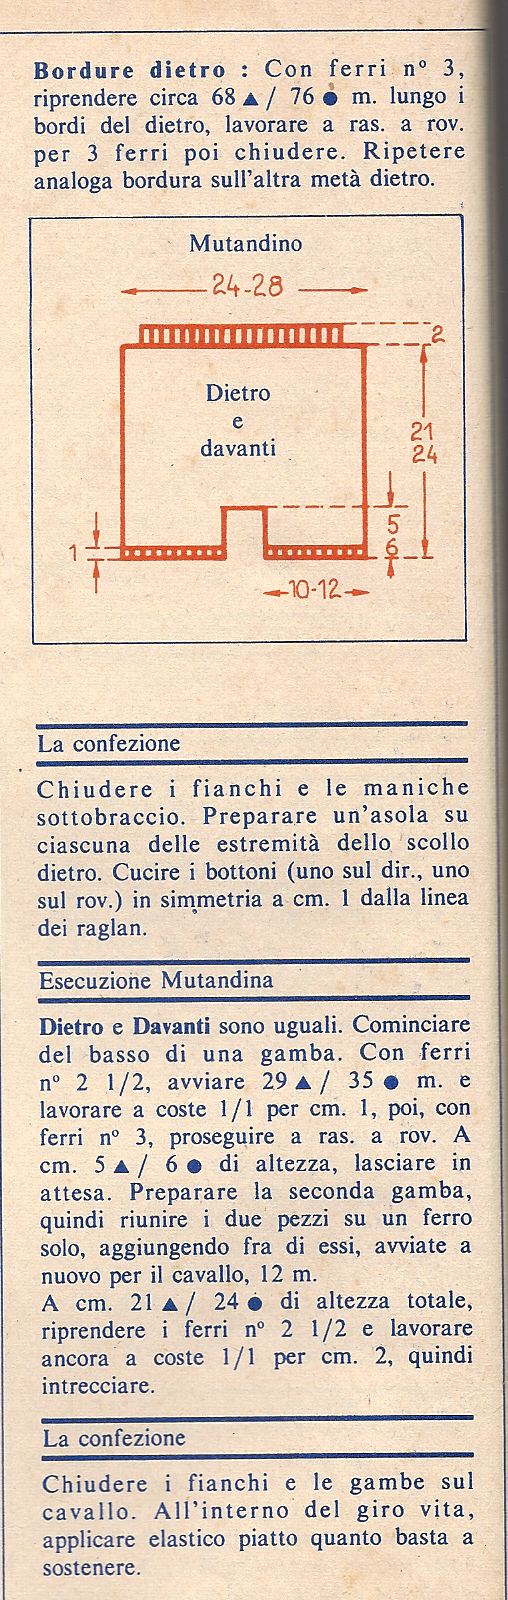 Bordure dietro : Con ferri nº 3,
riprendere circa 68 ▲ / 76 ● m. lungo i
bordi del dietro, lavorare a ras. a rov.
per 3 ferri poi chiudere. Ripetere
analoga bordura sull'altra metà dietro.
Mutandino
24-28
2
Dietro
e
davanti
21
24
5
6
1
10-12
La confezione
Chiudere i fianchi e le maniche
sottobraccio. Preparare un'asola su
ciascuna delle estremità dello scollo
dietro. Cucire i bottoni (uno sul dir., uno
sul rov.) in simmetria a cm. 1 dalla linea
dei raglan.
Esecuzione Mutandina
Dietro e Davanti sono uguali. Cominciare
del basso di una gamba. Con ferri
nº 2 1/2, avviare 29 ▲ / 35 ● m. e
lavorare a coste 1/1 per cm. 1, poi, con
ferri nº 3, proseguire a ras. a rov. A
cm. 5 ▲ / 6 ● di altezza, lasciare in
attesa. Preparare la seconda gamba,
quindi riunire i due pezzi su un ferro
solo, aggiungendo fra di essi, avviate a
nuovo per il cavallo, 12 m.
A cm. 21 ▲ / 24 ● di altezza totale,
riprendere i ferri nº 2 1/2 e lavorare
ancora a coste 1/1 per cm. 2, quindi
intrecciare.
La confezione
Chiudere i fianchi e le gambe sul
cavallo. All'interno del giro vita,
applicare elastico piatto quanto basta a
sostenere.